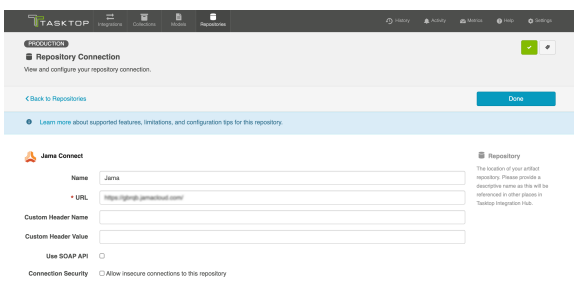 TASKTOP
Integrations
Collections
Models
Repositories
History
Activity
Metrics
Help
Settings
PRODUCTION
Repository Connection
View and configure your repository connection.
Back to Repositories
Done
Learn more about supported features, limitations, and configuration tips for this repository.
Jama Connect
Name
Jama
* URL
Custom Header Name
Custom Header Value
Use SOAP API
Connection Security
Allow insecure connections to this repository
Repository
The location of your artifact
repository. Please provide a
descriptive name as this will be
referenced in other places in
Tasktop Integration Hub.